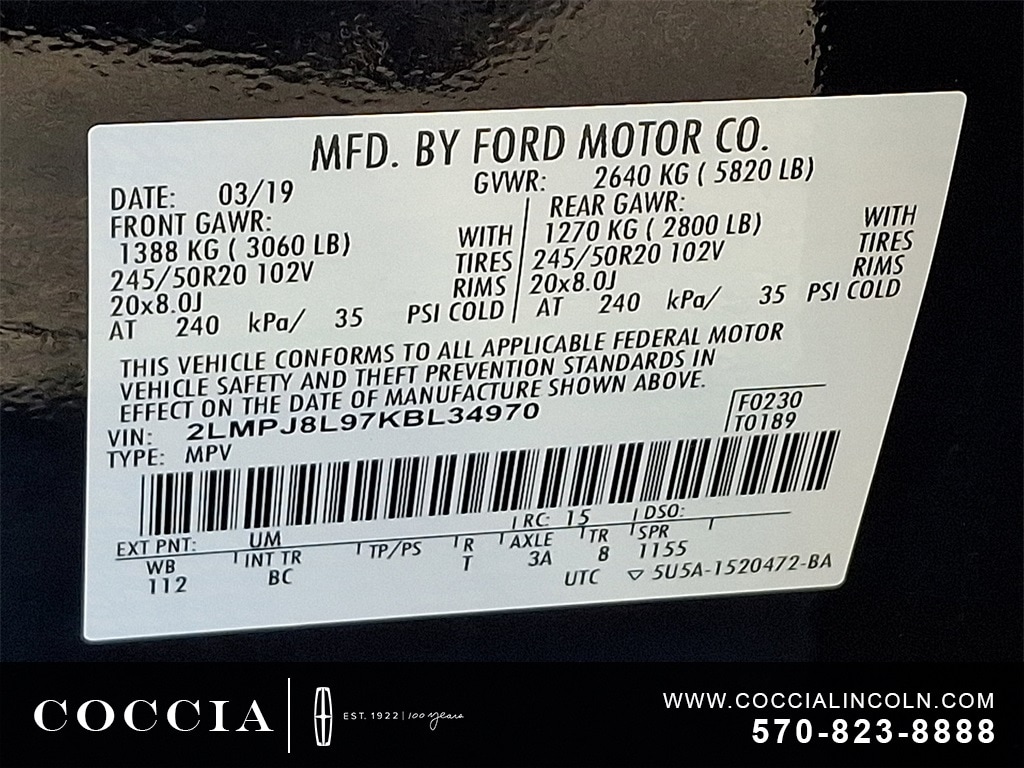 MFD. BY FORD MOTOR CO.
DATE: 03/19 GVWR: 2640 KG ( 5820 LB)
FRONT GAWR: REAR GAWR:
1388 KG ( 3060 LB) WITH 1270 KG ( 2800 LB) WITH
245/50R20 102V TIRES 245/50R20 102V TIRES
20x8.0J RIMS 20x8.0J RIMS
AT 240 kPa/ 35 PSI COLD AT 240 kPa/ 35 PSI COLD
THIS VEHICLE CONFORMS TO ALL APPLICABLE FEDERAL MOTOR
VEHICLE SAFETY AND THEFT PREVENTION STANDARDS IN
EFFECT ON THE DATE OF MANUFACTURE SHOWN ABOVE.
VIN: 2LMPJ8L97KBL34970 F0230
TYPE: MPV T0189
EXT PNT: UM RC: 15 DSO:
WB INT TR TP/PS R AXLE TR SPR
112 BC T 3A 8 1155
UTC ▽ 5U5A-1520472-BA
COCCIA EST. 1922 | 100 years
WWW.COCCIALINCOLN.COM
570-823-8888